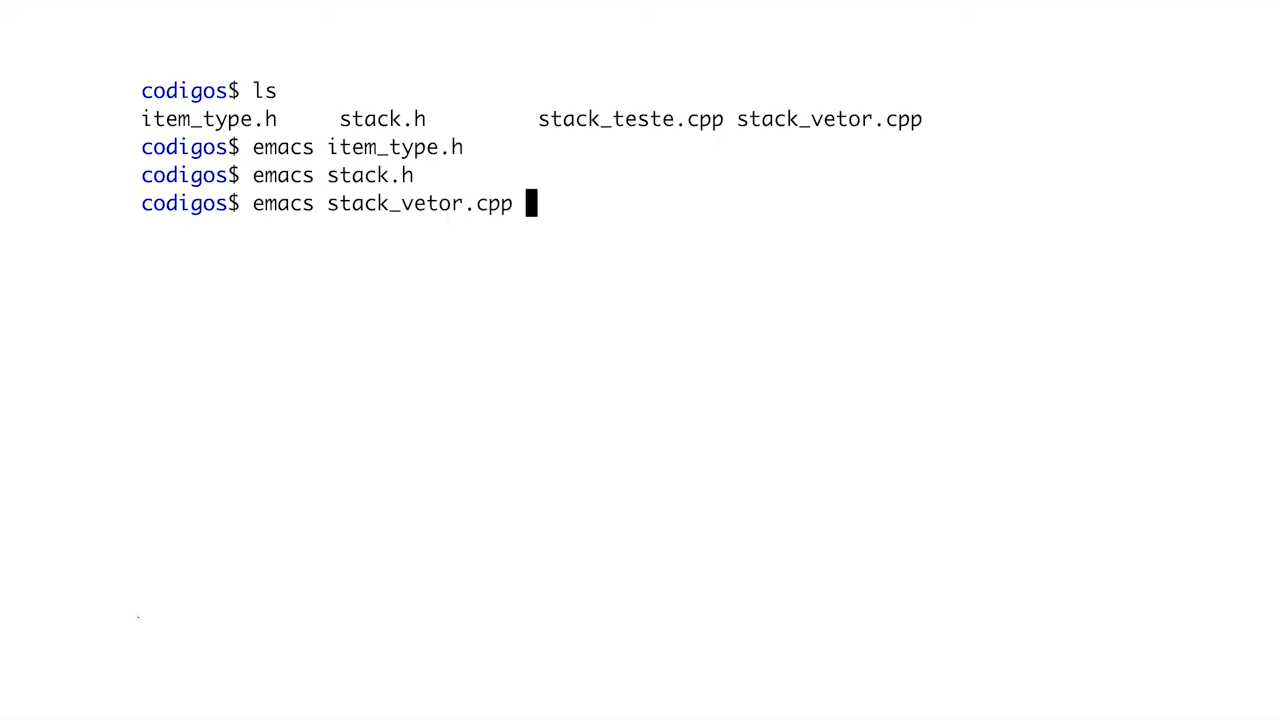 codigos$ ls
item_type.h stack.h stack_teste.cpp stack_vetor.cpp
codigos$ emacs item_type.h
codigos$ emacs stack.h
codigos$ emacs stack_vetor.cpp